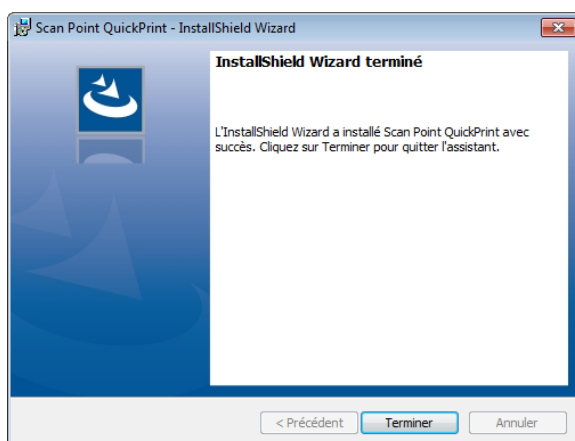 Scan Point QuickPrint - InstallShield Wizard
InstallShield Wizard terminé
L'InstallShield Wizard a installé Scan Point QuickPrint avec
succès. Cliquez sur Terminer pour quitter l'assistant.
< Précédent
Terminer
Annuler